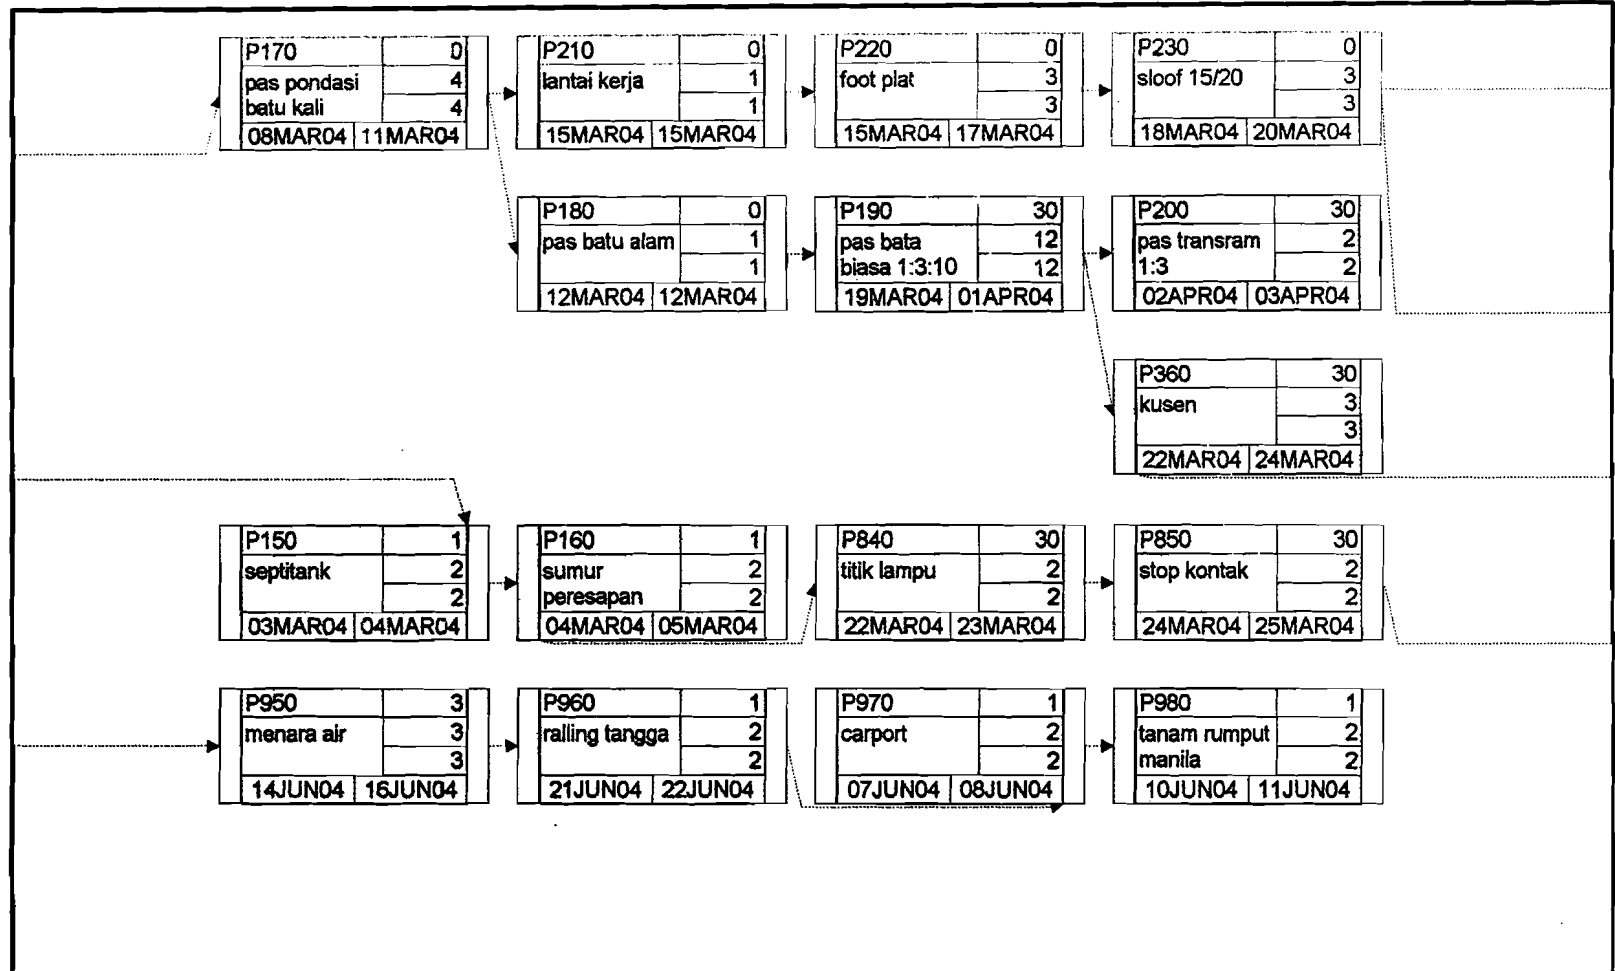 P170 0
pas pondasi 4
batu kali 4
08MAR04 11MAR04
P210 0
lantai kerja 1
1
15MAR04 15MAR04
P220 0
foot plat 3
3
15MAR04 17MAR04
P230 0
sloof 15/20 3
3
18MAR04 20MAR04
P180 0
pas batu alam 1
1
12MAR04 12MAR04
P190 30
pas bata 12
biasa 1:3:10 12
19MAR04 01APR04
P200 30
pas transram 2
1:3 2
02APR04 03APR04
P360 30
kusen 3
3
22MAR04 24MAR04
P150 1
septitank 2
2
03MAR04 04MAR04
P160 1
sumur 2
peresapan 2
04MAR04 05MAR04
P840 30
titik lampu 2
2
22MAR04 23MAR04
P850 30
stop kontak 2
2
24MAR04 25MAR04
P950 3
menara air 3
3
14JUN04 16JUN04
P960 1
ralling tangga 2
2
21JUN04 22JUN04
P970 1
carport 2
2
07JUN04 08JUN04
P980 1
tanam rumput 2
manila 2
10JUN04 11JUN04